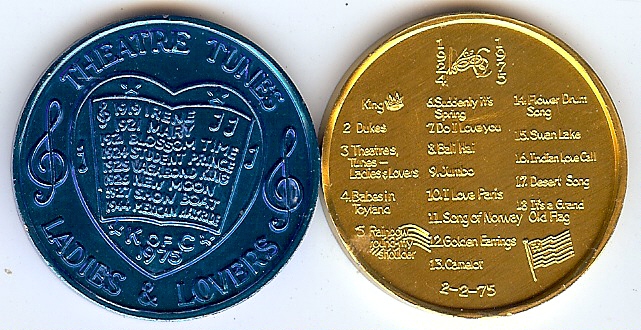 THEATRE TUNES
1919 IRENE
1921 MARY
1921 BLOSSOM TIME
1924 STUDENT PRINCE
VAGABOND KING
NEW MOON
SHOW BOAT
K OF C
1975
LADIES & LOVERS
1924
1975
King
2 Dukes
3 Theatres,
Tunes -
Ladies & Lovers
4. Babes in
Toyland
5. Rainbow
'round my
shoulder
6. Suddenly it's
Spring
7. Do I Love you
8. Bali Hai
9. Jumbo
10. I Love Paris
11. Song of Norway
12. Golden Earrings
13. Camelot
14. Flower Drum
Song
15. Swan Lake
16. Indian Love Call
17. Desert Song
18 It's a Grand
Old Flag
2-2-75